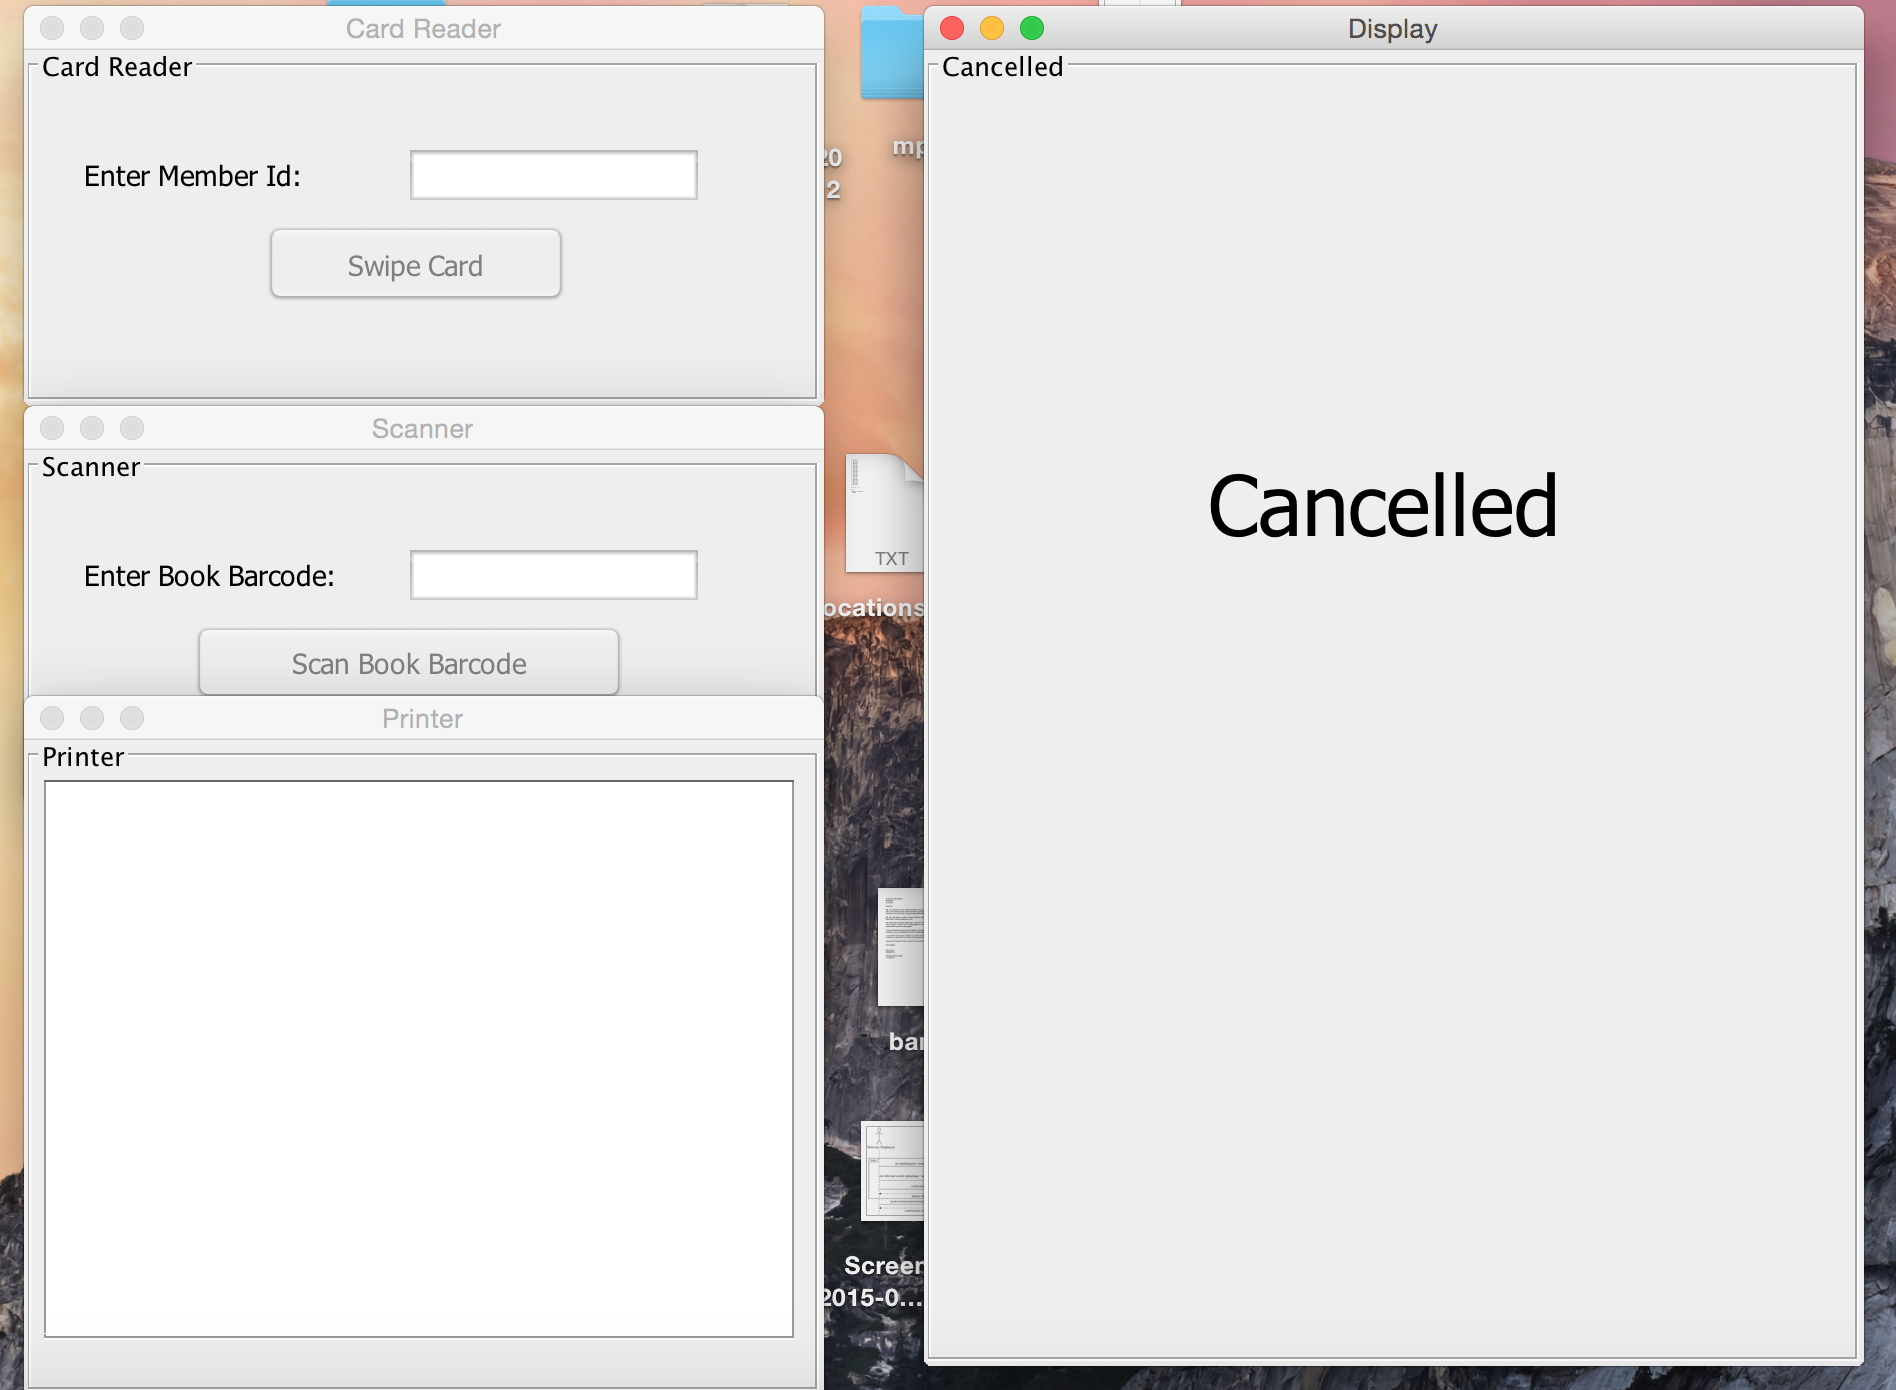 Card Reader
Card Reader
Enter Member Id:
Swipe Card
Scanner
Scanner
Enter Book Barcode:
Scan Book Barcode
Printer
Printer
20
2
mp
TXT
ocations
bar
Screen
2015-0...
Display
Cancelled
Cancelled